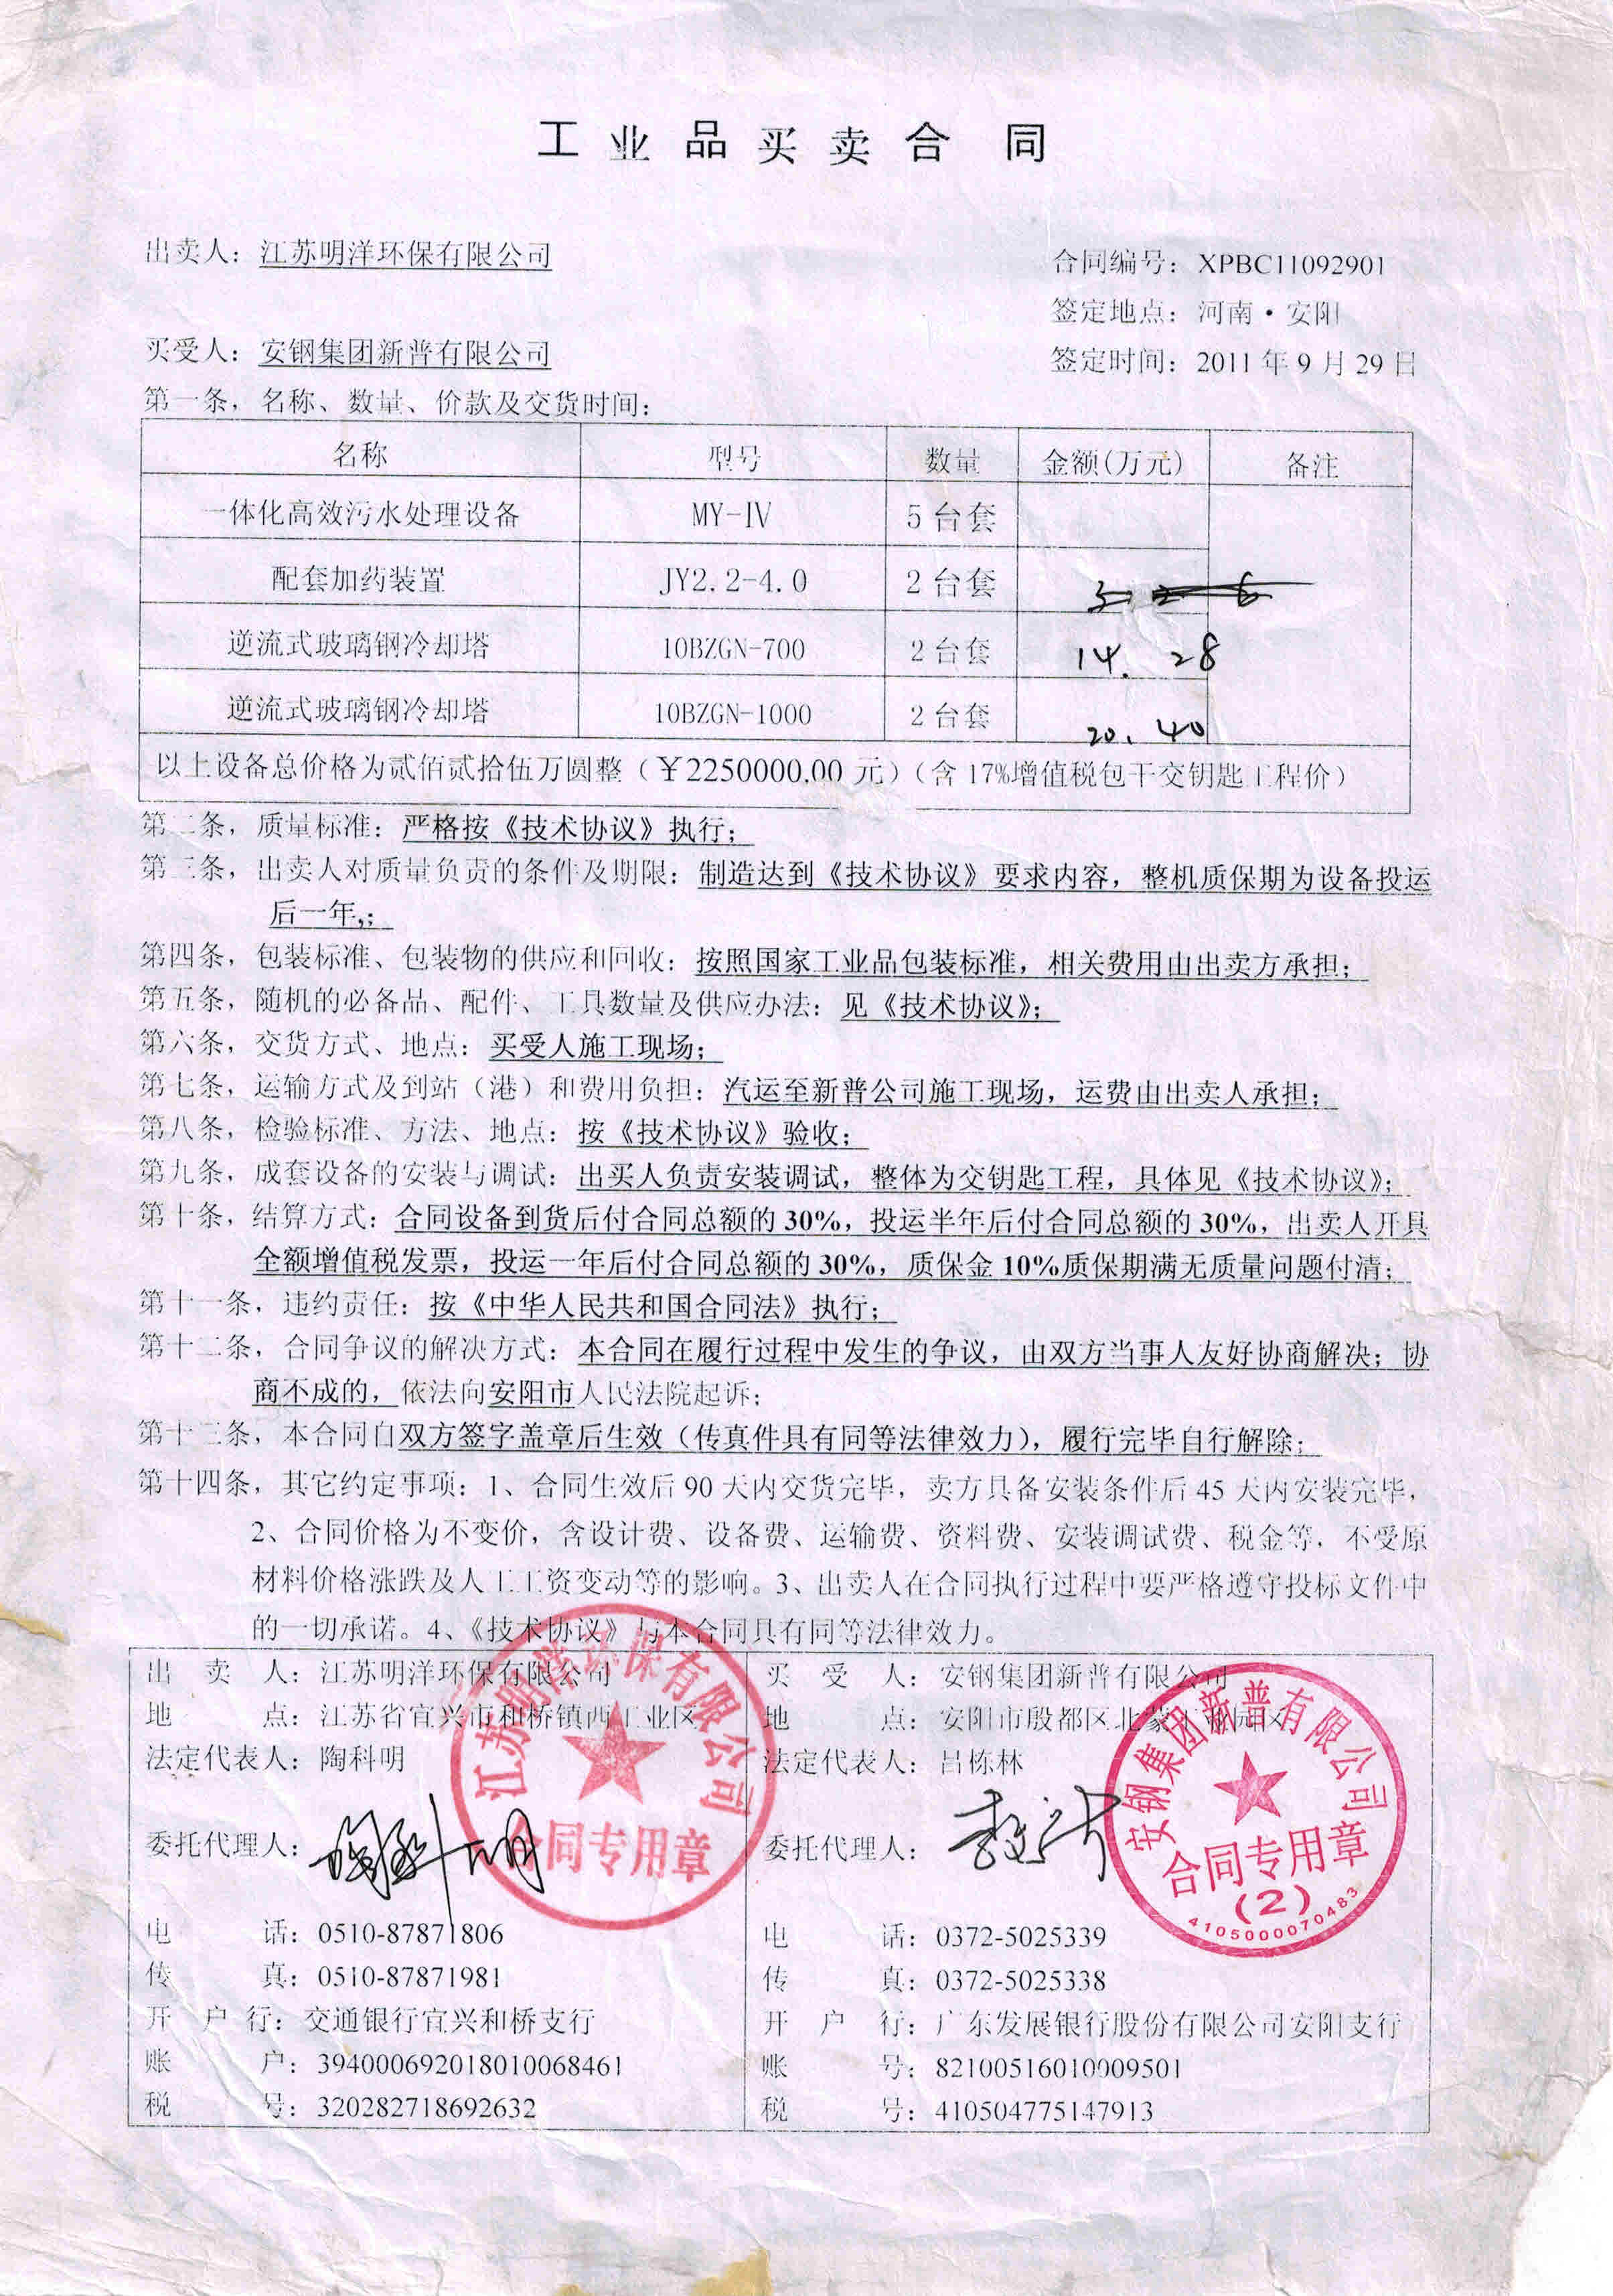 工业品买卖合同
出卖人：江苏明洋环保有限公司
合同编号：XPBC11092901
签定地点：河南·安阳
买受人：安钢集团新普有限公司
签定时间：2011年9月29日
第一条，名称、数量、价款及交货时间：
名称 型号 数量 金额(万元) 备注
一体化高效污水处理设备 MY-IV 5台套
配套加药装置 JY2.2-4.0 2台套
逆流式玻璃钢冷却塔 10BZGN-700 2台套 14.28
逆流式玻璃钢冷却塔 10BZGN-1000 2台套 20.40
以上设备总价格为贰佰贰拾伍万圆整（￥2250000.00元）（含17%增值税包干交钥匙工程价）
第二条，质量标准：严格按《技术协议》执行；
第三条，出卖人对质量负责的条件及期限：制造达到《技术协议》要求内容，整机质保期为设备投运
后一年,；
第四条，包装标准、包装物的供应和回收：按照国家工业品包装标准，相关费用由出卖方承担；
第五条，随机的必备品、配件、工具数量及供应办法：见《技术协议》；
第六条，交货方式、地点：买受人施工现场；
第七条，运输方式及到站（港）和费用负担：汽运至新普公司施工现场，运费由出卖人承担；
第八条，检验标准、方法、地点：按《技术协议》验收；
第九条，成套设备的安装与调试：出买人负责安装调试，整体为交钥匙工程，具体见《技术协议》；
第十条，结算方式：合同设备到货后付合同总额的30%，投运半年后付合同总额的30%，出卖人开具
全额增值税发票，投运一年后付合同总额的30%，质保金10%质保期满无质量问题付清；
第十一条，违约责任：按《中华人民共和国合同法》执行；
第十二条，合同争议的解决方式：本合同在履行过程中发生的争议，由双方当事人友好协商解决；协
商不成的，依法向安阳市人民法院起诉；
第十三条，本合同自双方签字盖章后生效（传真件具有同等法律效力），履行完毕自行解除；
第十四条，其它约定事项：1、合同生效后90天内交货完毕，卖方具备安装条件后45天内安装完毕，
2、合同价格为不变价，含设计费、设备费、运输费、资料费、安装调试费、税金等，不受原
材料价格涨跌及人工工资变动等的影响。3、出卖人在合同执行过程中要严格遵守投标文件中
的一切承诺。4、《技术协议》与本合同具有同等法律效力。
出卖人：江苏明洋环保有限公司
地点：江苏省宜兴市和桥镇西工业区
法定代表人：陶科明
委托代理人：陶科明
电话：0510-87871806
传真：0510-87871981
开户行：交通银行宜兴和桥支行
账户：394000692018010068461
税号：320282718692632
江苏明洋环保有限公司
合同专用章
买受人：安钢集团新普有限公司
地点：安阳市殷都区北蒙工业园区
法定代表人：吕栋林
委托代理人：
电话：0372-5025339
传真：0372-5025338
开户行：广东发展银行股份有限公司安阳支行
账号：82100516010009501
税号：410504775147913
安钢集团新普有限公司
合同专用章
(2)
4105000070483